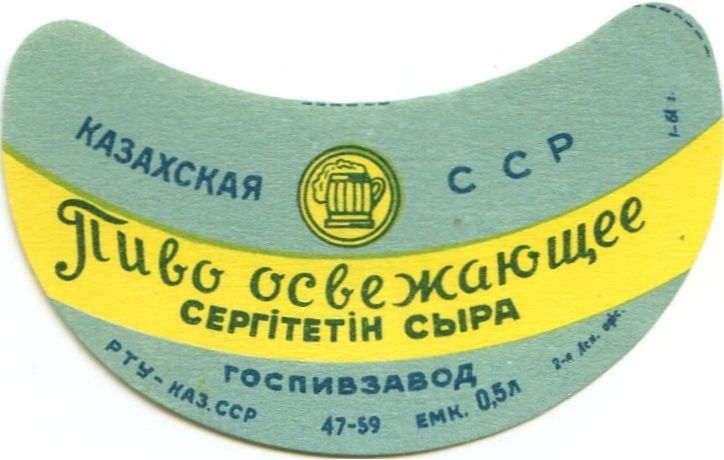 КАЗАХСКАЯ ССР
Пиво освежающее
СЕРГІТЕТІН СЫРА
ГОСПИВЗАВОД
РТУ-КАЗ.ССР 47-59 ЕМК. 0,5л